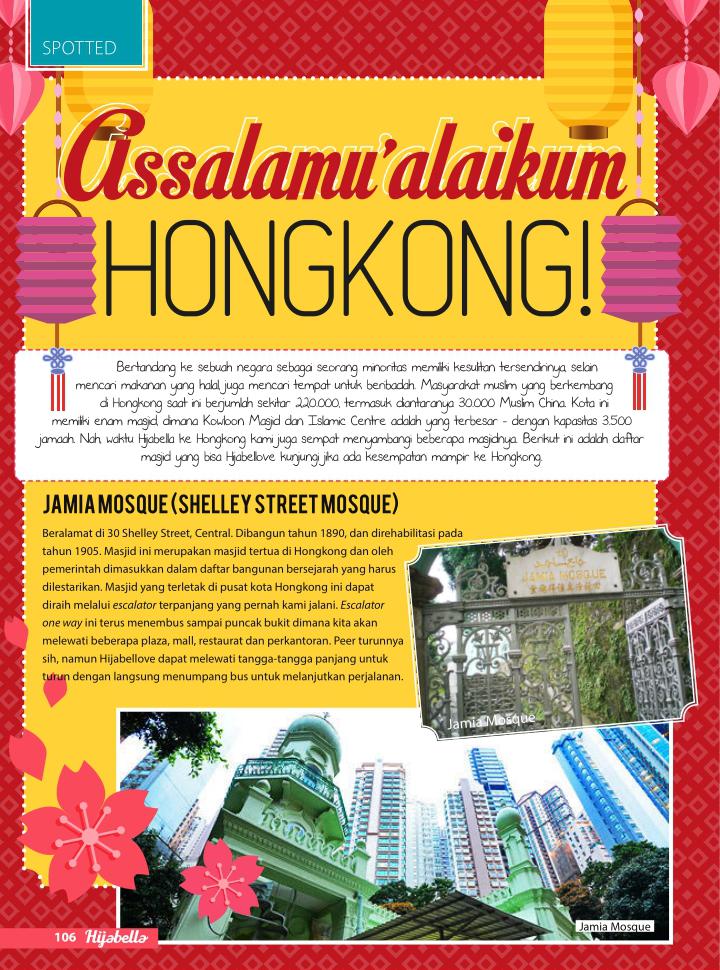 SPOTTED
Assalamu'alaikum
HONGKONG!
Bertandang ke sebuah negara sebagai seorang minoritas memiliki kesulitan tersendirinya, selain
mencari makanan yang halal, juga mencari tempat untuk beribadah. Masyarakat muslim yang berkembang
di Hongkong saat ini berjumlah sekitar 220.000, termasuk diantaranya 30.000 Muslim China. Kota ini
memiliki enam masjid, dimana Kowloon Masjid dan Islamic Centre adalah yang terbesar - dengan kapasitas 3.500
jamaah. Nah, waktu Hijabella ke Hongkong kami juga sempat menyambangi beberapa masjidnya. Berikut ini adalah daftar
masjid yang bisa Hijabellove kunjungi jika ada kesempatan mampir ke Hongkong.
JAMIA MOSQUE (SHELLEY STREET MOSQUE)
Beralamat di 30 Shelley Street, Central. Dibangun tahun 1890, dan direhabilitasi pada
tahun 1905. Masjid ini merupakan masjid tertua di Hongkong dan oleh
pemerintah dimasukkan dalam daftar bangunan bersejarah yang harus
dilestarikan. Masjid yang terletak di pusat kota Hongkong ini dapat
diraih melalui escalator terpanjang yang pernah kami jalani. Escalator
one way ini terus menembus sampai puncak bukit dimana kita akan
melewati beberapa plaza, mall, restaurat dan perkantoran. Peer turunnya
sih, namun Hijabellove dapat melewati tangga-tangga panjang untuk
turun dengan langsung menumpang bus untuk melanjutkan perjalanan.
JAMIA MOSQUE
Jamia Mosque
Jamia Mosque
106 Hijabella